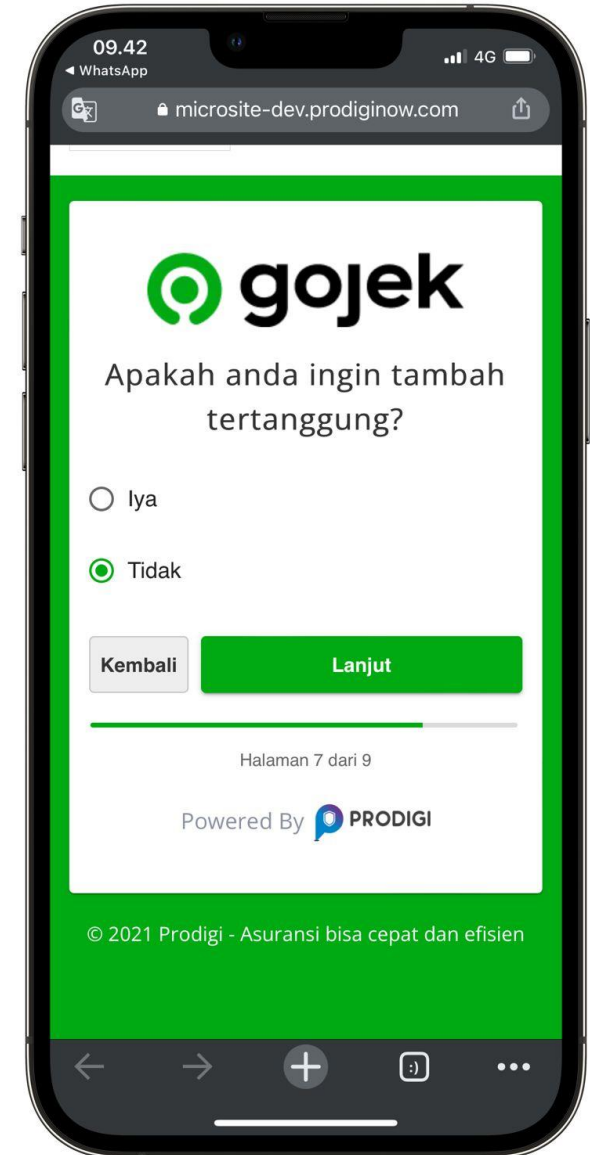 09.42
4G
◀ WhatsApp
microsite-dev.prodiginow.com
gojek
Apakah anda ingin tambah
tertanggung?
Iya
Tidak
Kembali
Lanjut
Halaman 7 dari 9
Powered By PRODIGI
© 2021 Prodigi - Asuransi bisa cepat dan efisien
:)